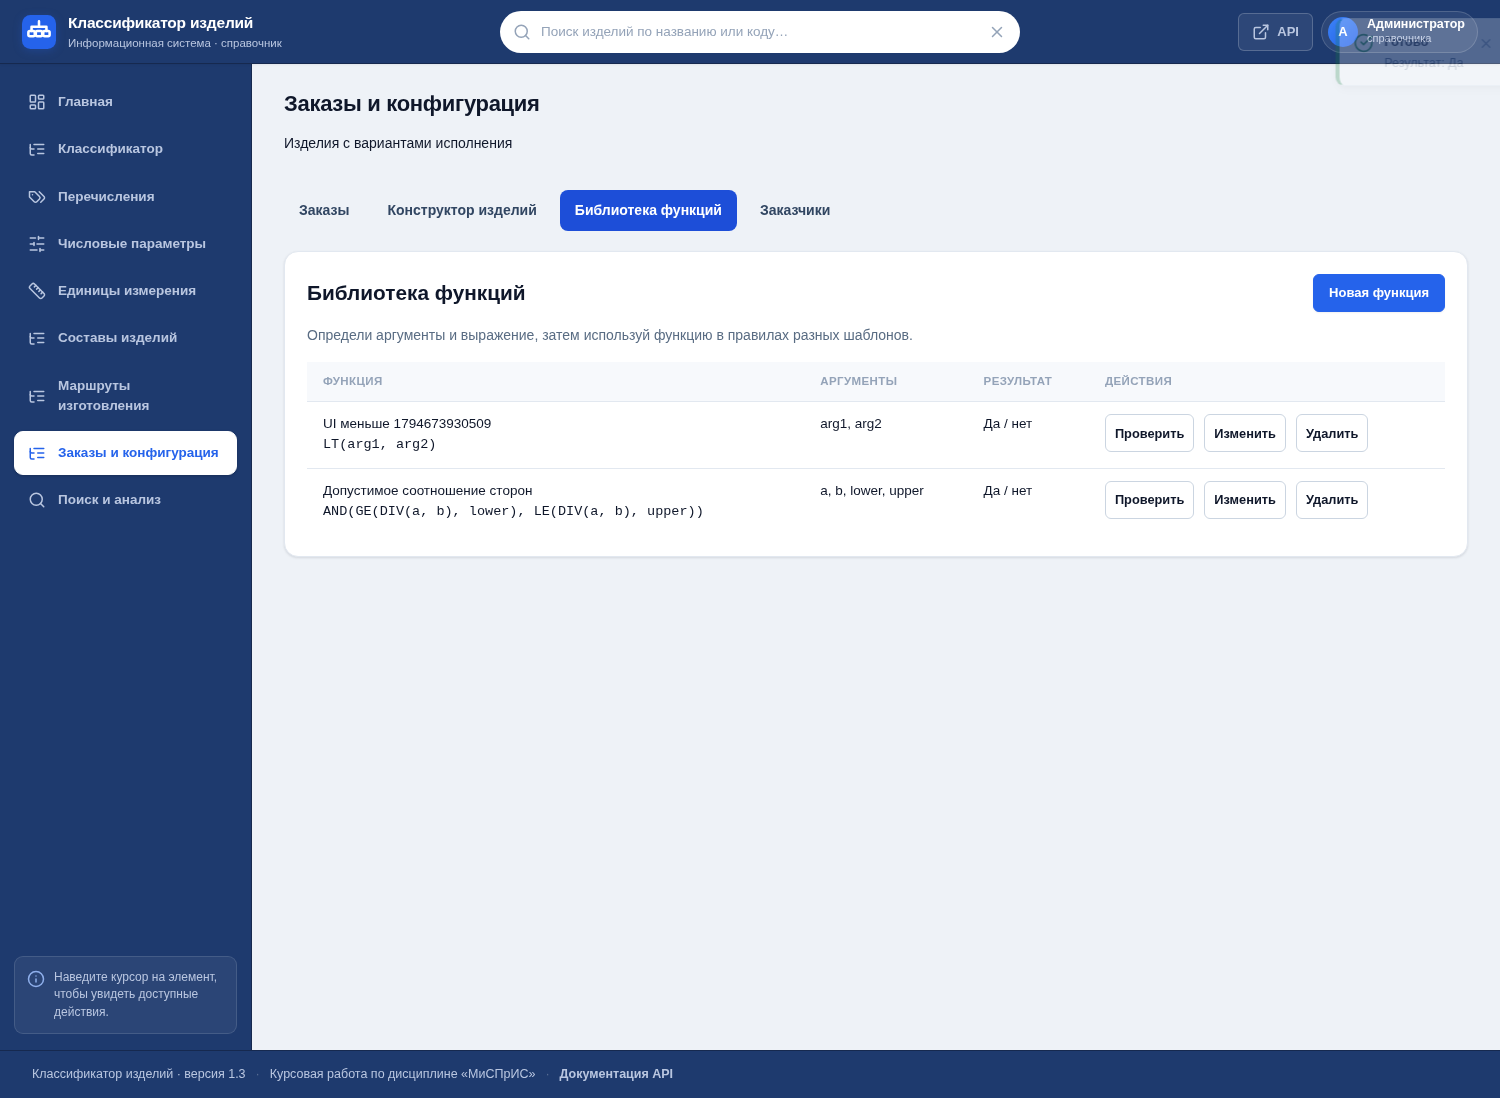 Классификатор изделий
Информационная система · справочник
Поиск изделий по названию или коду…
API
А
Администратор
справочника
Готово
Результат: Да
Главная
Классификатор
Перечисления
Числовые параметры
Единицы измерения
Составы изделий
Маршруты
изготовления
Заказы и конфигурация
Поиск и анализ
Наведите курсор на элемент,
чтобы увидеть доступные
действия.
Заказы и конфигурация
Изделия с вариантами исполнения
Заказы
Конструктор изделий
Библиотека функций
Заказчики
Библиотека функций
Новая функция
Определи аргументы и выражение, затем используй функцию в правилах разных шаблонов.
ФУНКЦИЯ
АРГУМЕНТЫ
РЕЗУЛЬТАТ
ДЕЙСТВИЯ
UI меньше 1794673930509
LT(arg1, arg2)
arg1, arg2
Да / нет
Проверить
Изменить
Удалить
Допустимое соотношение сторон
AND(GE(DIV(a, b), lower), LE(DIV(a, b), upper))
a, b, lower, upper
Да / нет
Проверить
Изменить
Удалить
Классификатор изделий · версия 1.3 · Курсовая работа по дисциплине «МиСПрИС» · Документация API